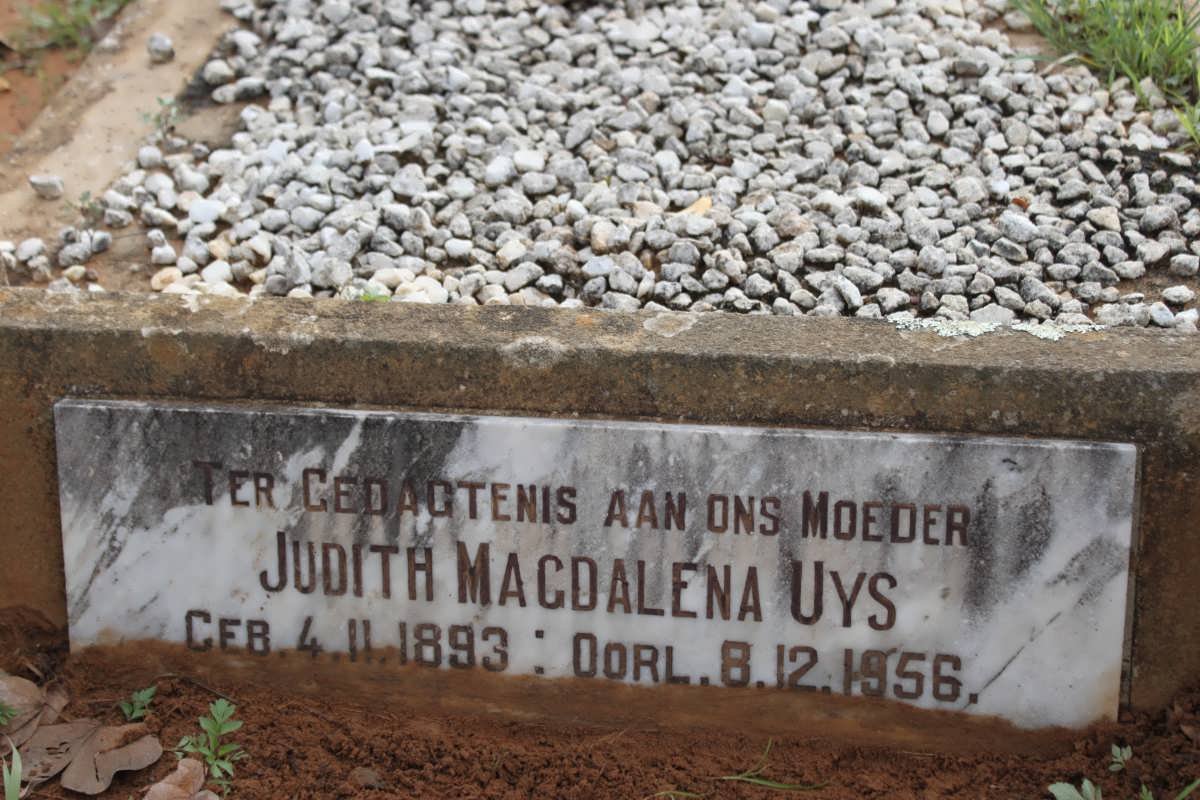 TER GEDAGTENIS AAN ONS MOEDER
JUDITH MAGDALENA UYS
GEB. 4.11.1893 : OORL. 8.12.1956.